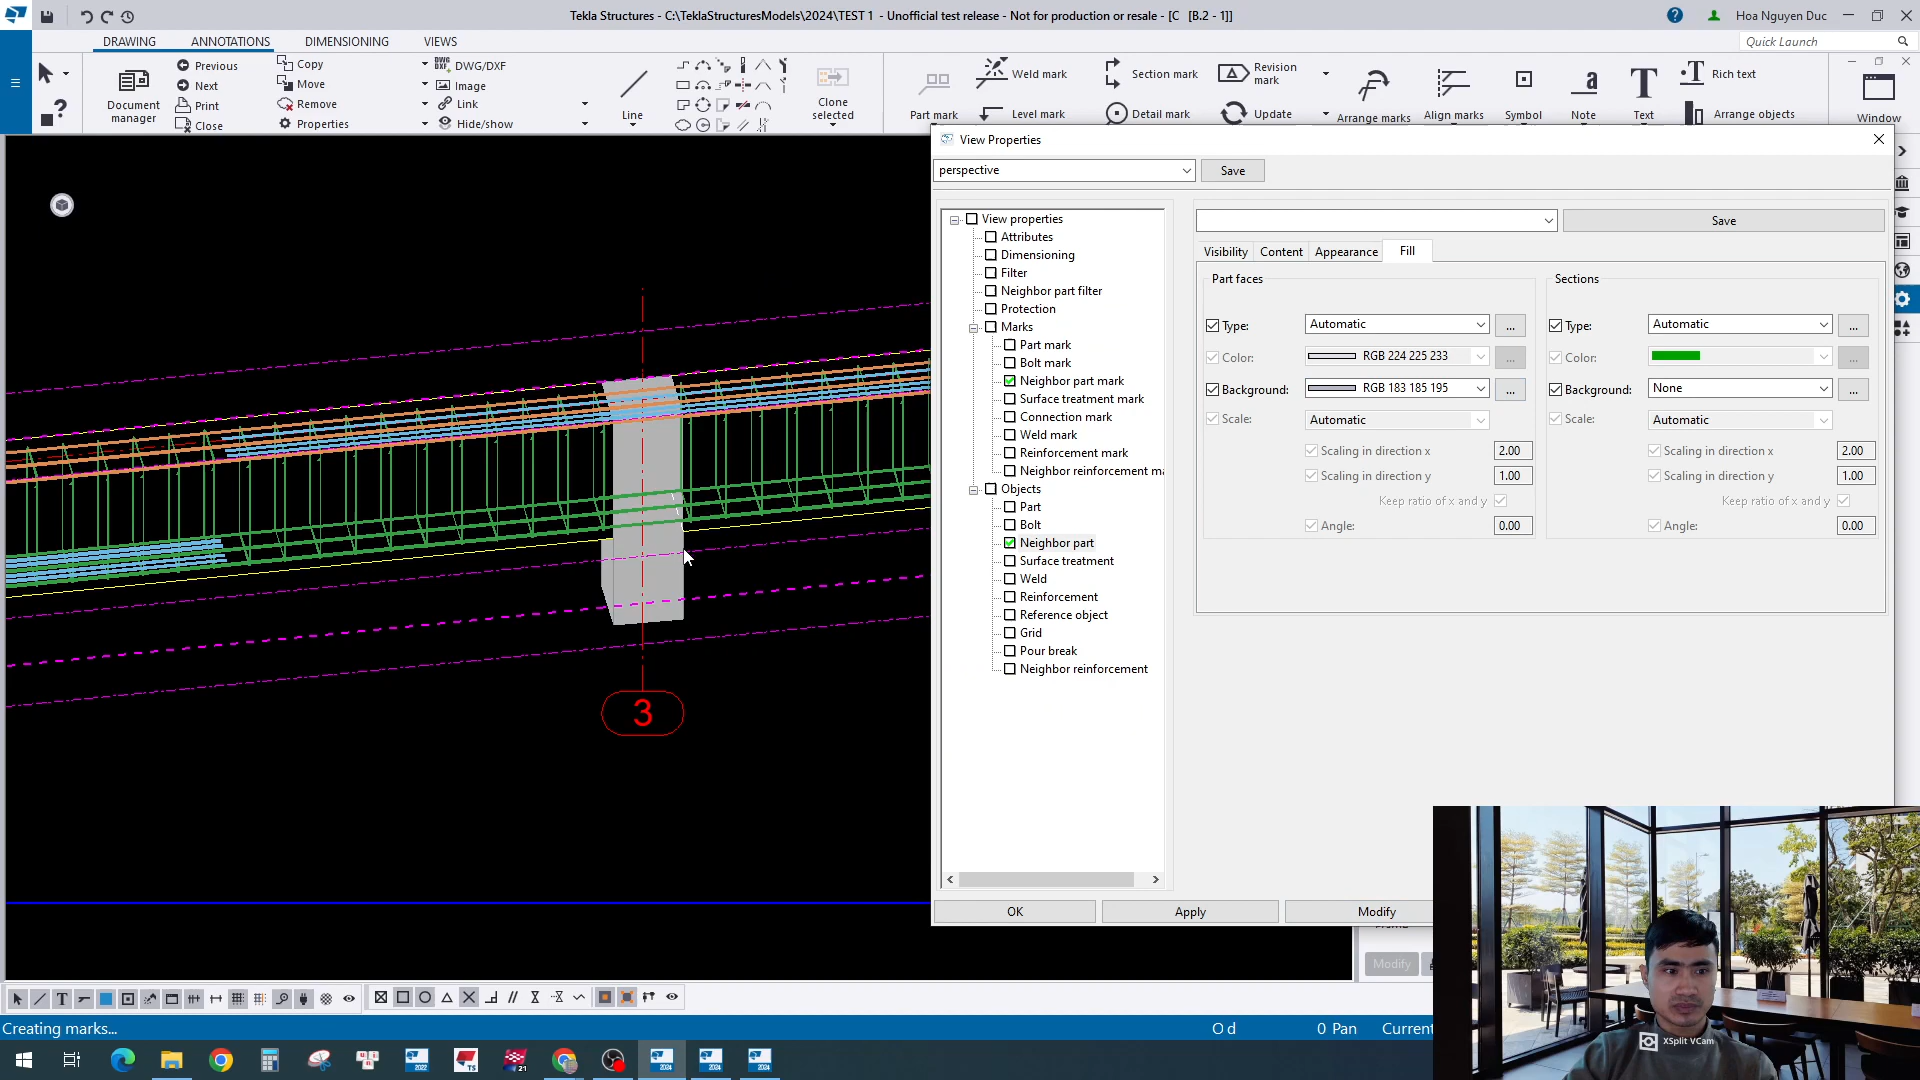 Tekla Structures - C:\TeklaStructuresModels\2024\TEST 1 - Unofficial test release - Not for production or resale - [C [B.2 - 1]]
Hoa Nguyen Duc
DRAWING ANNOTATIONS DIMENSIONING VIEWS
Quick Launch
Document manager
Previous
Next
Print
Close
Copy
Move
Remove
Properties
DWG/DXF
Image
Link
Hide/show
Line
Clone selected
Part mark
Weld mark
Level mark
Section mark
Detail mark
Revision mark
Update
Arrange marks
Align marks
Symbol
Note
Text
Rich text
Arrange objects
Window
View Properties
perspective
Save
View properties
Attributes
Dimensioning
Filter
Neighbor part filter
Protection
Marks
Part mark
Bolt mark
Neighbor part mark
Surface treatment mark
Connection mark
Weld mark
Reinforcement mark
Neighbor reinforcement ma
Objects
Part
Bolt
Neighbor part
Surface treatment
Weld
Reinforcement
Reference object
Grid
Pour break
Neighbor reinforcement
Save
Visibility Content Appearance Fill
Part faces
Type: Automatic ...
Color: RGB 224 225 233 ...
Background: RGB 183 185 195 ...
Scale: Automatic
Scaling in direction x 2.00
Scaling in direction y 1.00
Keep ratio of x and y
Angle: 0.00
Sections
Type: Automatic ...
Color: ...
Background: None ...
Scale: Automatic
Scaling in direction x 2.00
Scaling in direction y 1.00
Keep ratio of x and y
Angle: 0.00
OK Apply Modify
3
Modify
XSplit VCam
Creating marks...
O d
0 Pan
Current